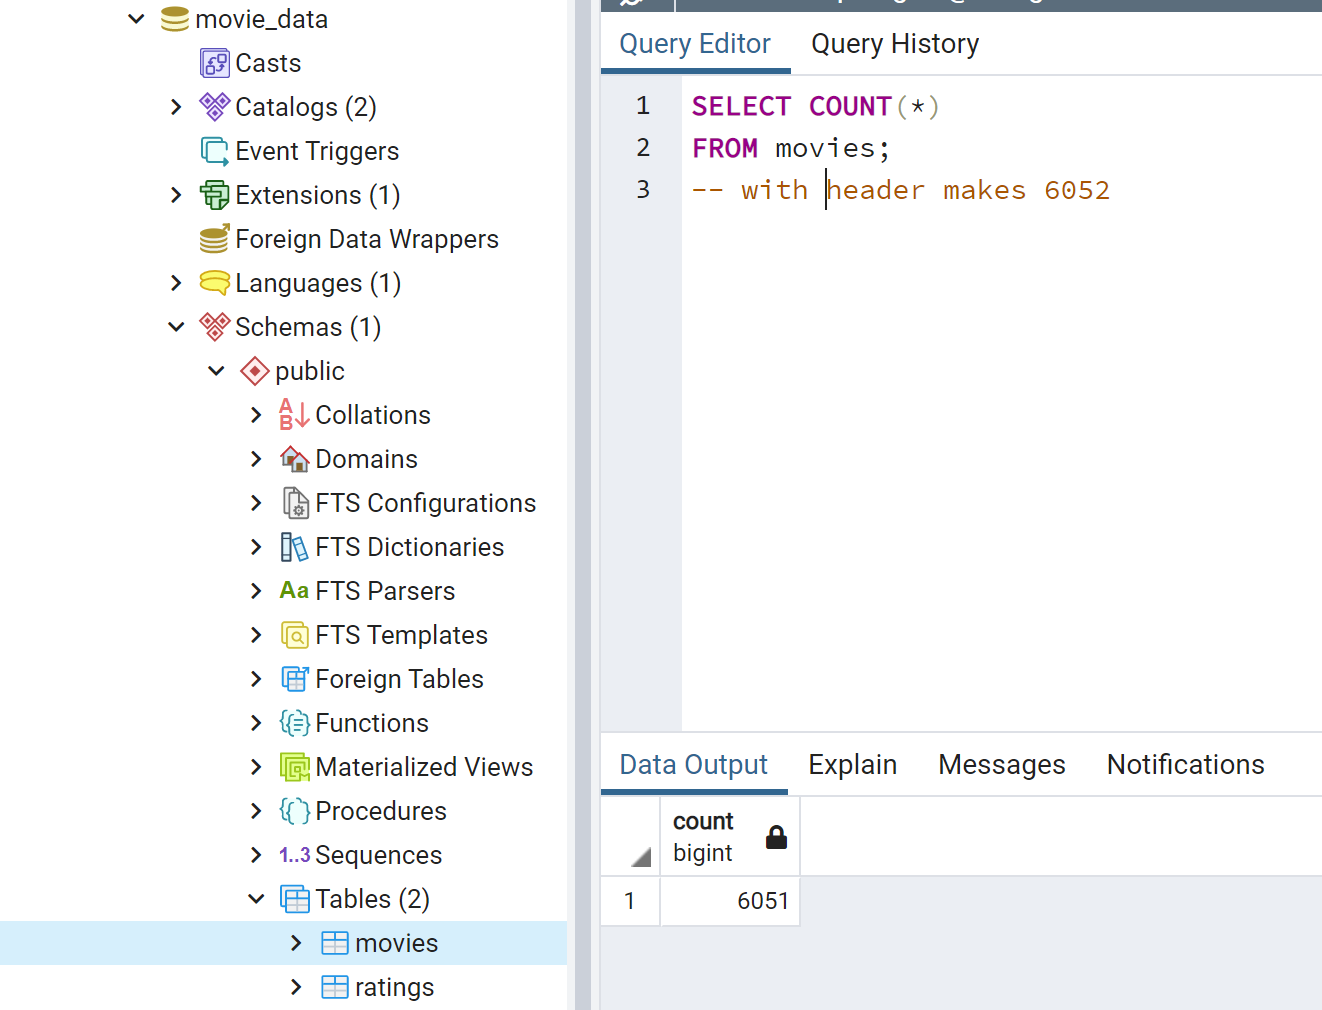 movie_data
Casts
Catalogs (2)
Event Triggers
Extensions (1)
Foreign Data Wrappers
Languages (1)
Schemas (1)
public
Collations
Domains
FTS Configurations
FTS Dictionaries
Aa FTS Parsers
FTS Templates
Foreign Tables
Functions
Materialized Views
Procedures
1..3 Sequences
Tables (2)
movies
ratings
Query Editor Query History
1 SELECT COUNT(*)
2 FROM movies;
3 -- with header makes 6052
Data Output Explain Messages Notifications
count
bigint
1 6051